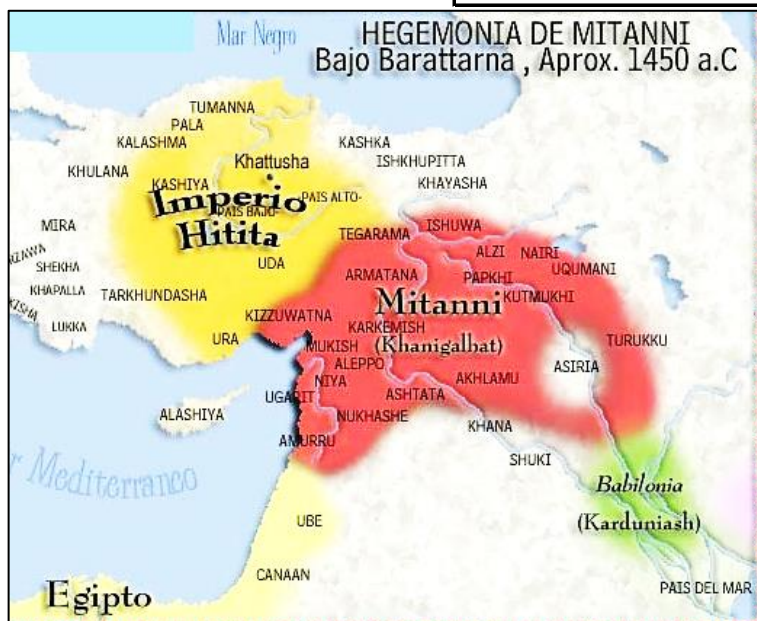 HEGEMONIA DE MITANNI
Bajo Barattarna , Aprox. 1450 a.C
Mar Negro
TUMANNA
PALA
KALASHMA
KASHKA
Khattusha
ISHKHUPITTA
KHULANA
KASHIYA
KHAYASHA
Imperio
Hitita
PAIS ALTO-
PAIS BAJO-
MIRA
TEGARAMA
ISHUWA
ALZI
NAIRI
SHEKHA
UDA
ARMATANA
PAPKHI
UQUMANI
KHAPALLA
TARKHUNDASHA
KUTMUKHI
Mitanni
(Khanigalbat)
KIZZUWATNA
LUKKA
KARKEMISH
URA
MUKISH
TURUKKU
ALEPPO
ASIRIA
NIYA
AKHLAMU
UGARIT
ASHTATA
ALASHIYA
NUKHASHE
KHANA
AMURRU
SHUKI
Mediterraneo
Babilonia
(Karduniash)
UBE
CANAAN
PAIS DEL MAR
Egipto